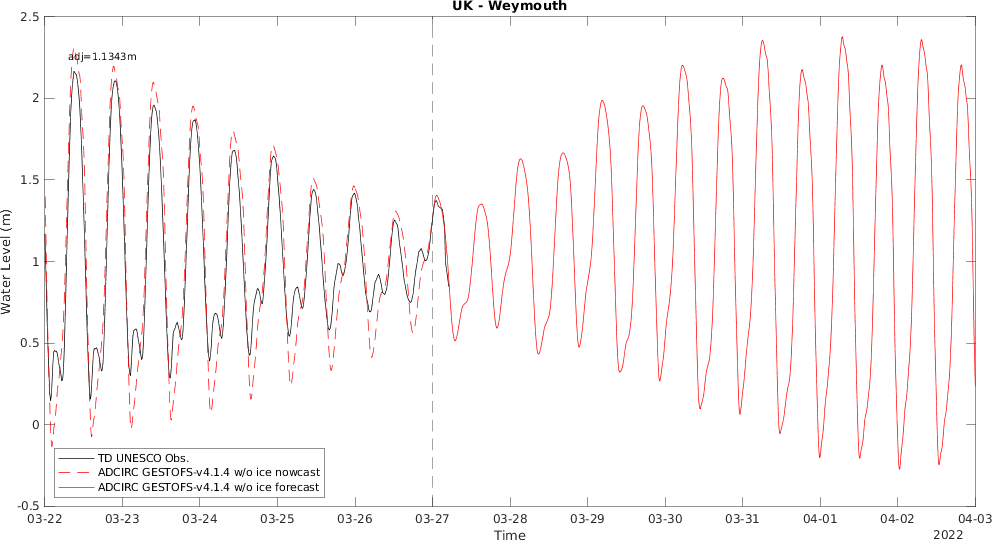 UK - Weymouth
adj=1.1343m
2.5
2
1.5
1
0.5
0
-0.5
Water Level (m)
TD UNESCO Obs.
ADCIRC GESTOFS-v4.1.4 w/o ice nowcast
ADCIRC GESTOFS-v4.1.4 w/o ice forecast
03-22 03-23 03-24 03-25 03-26 03-27 03-28 03-29 03-30 03-31 04-01 04-02 04-03
Time
2022